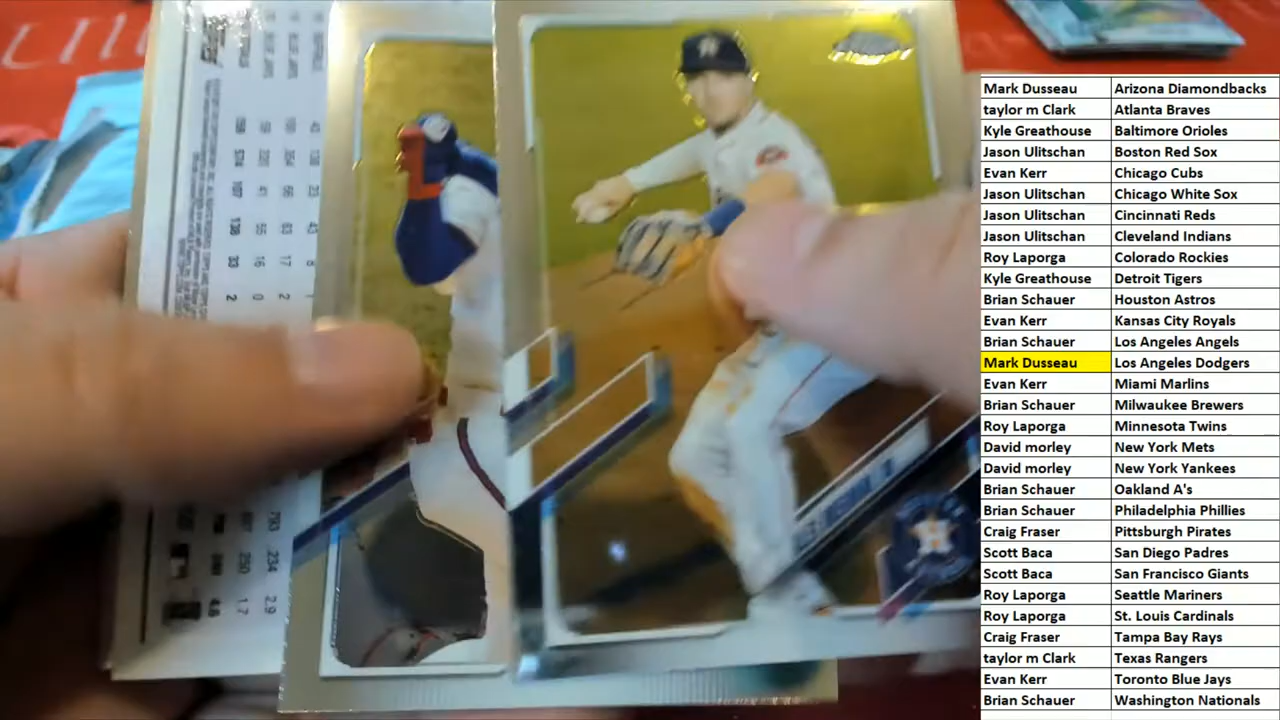 Mark Dusseau Arizona Diamondbacks
taylor m Clark Atlanta Braves
Kyle Greathouse Baltimore Orioles
Jason Ulitschan Boston Red Sox
Evan Kerr Chicago Cubs
Jason Ulitschan Chicago White Sox
Jason Ulitschan Cincinnati Reds
Jason Ulitschan Cleveland Indians
Roy Laporga Colorado Rockies
Kyle Greathouse Detroit Tigers
Brian Schauer Houston Astros
Evan Kerr Kansas City Royals
Brian Schauer Los Angeles Angels
Mark Dusseau Los Angeles Dodgers
Evan Kerr Miami Marlins
Brian Schauer Milwaukee Brewers
Roy Laporga Minnesota Twins
David morley New York Mets
David morley New York Yankees
Brian Schauer Oakland A's
Brian Schauer Philadelphia Phillies
Craig Fraser Pittsburgh Pirates
Scott Baca San Diego Padres
Scott Baca San Francisco Giants
Roy Laporga Seattle Mariners
Roy Laporga St. Louis Cardinals
Craig Fraser Tampa Bay Rays
taylor m Clark Texas Rangers
Evan Kerr Toronto Blue Jays
Brian Schauer Washington Nationals